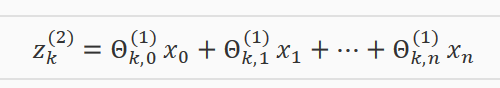 z_k^{(2)} = Θ_{k,0}^{(1)} x_0 + Θ_{k,1}^{(1)} x_1 + ⋯ + Θ_{k,n}^{(1)} x_n